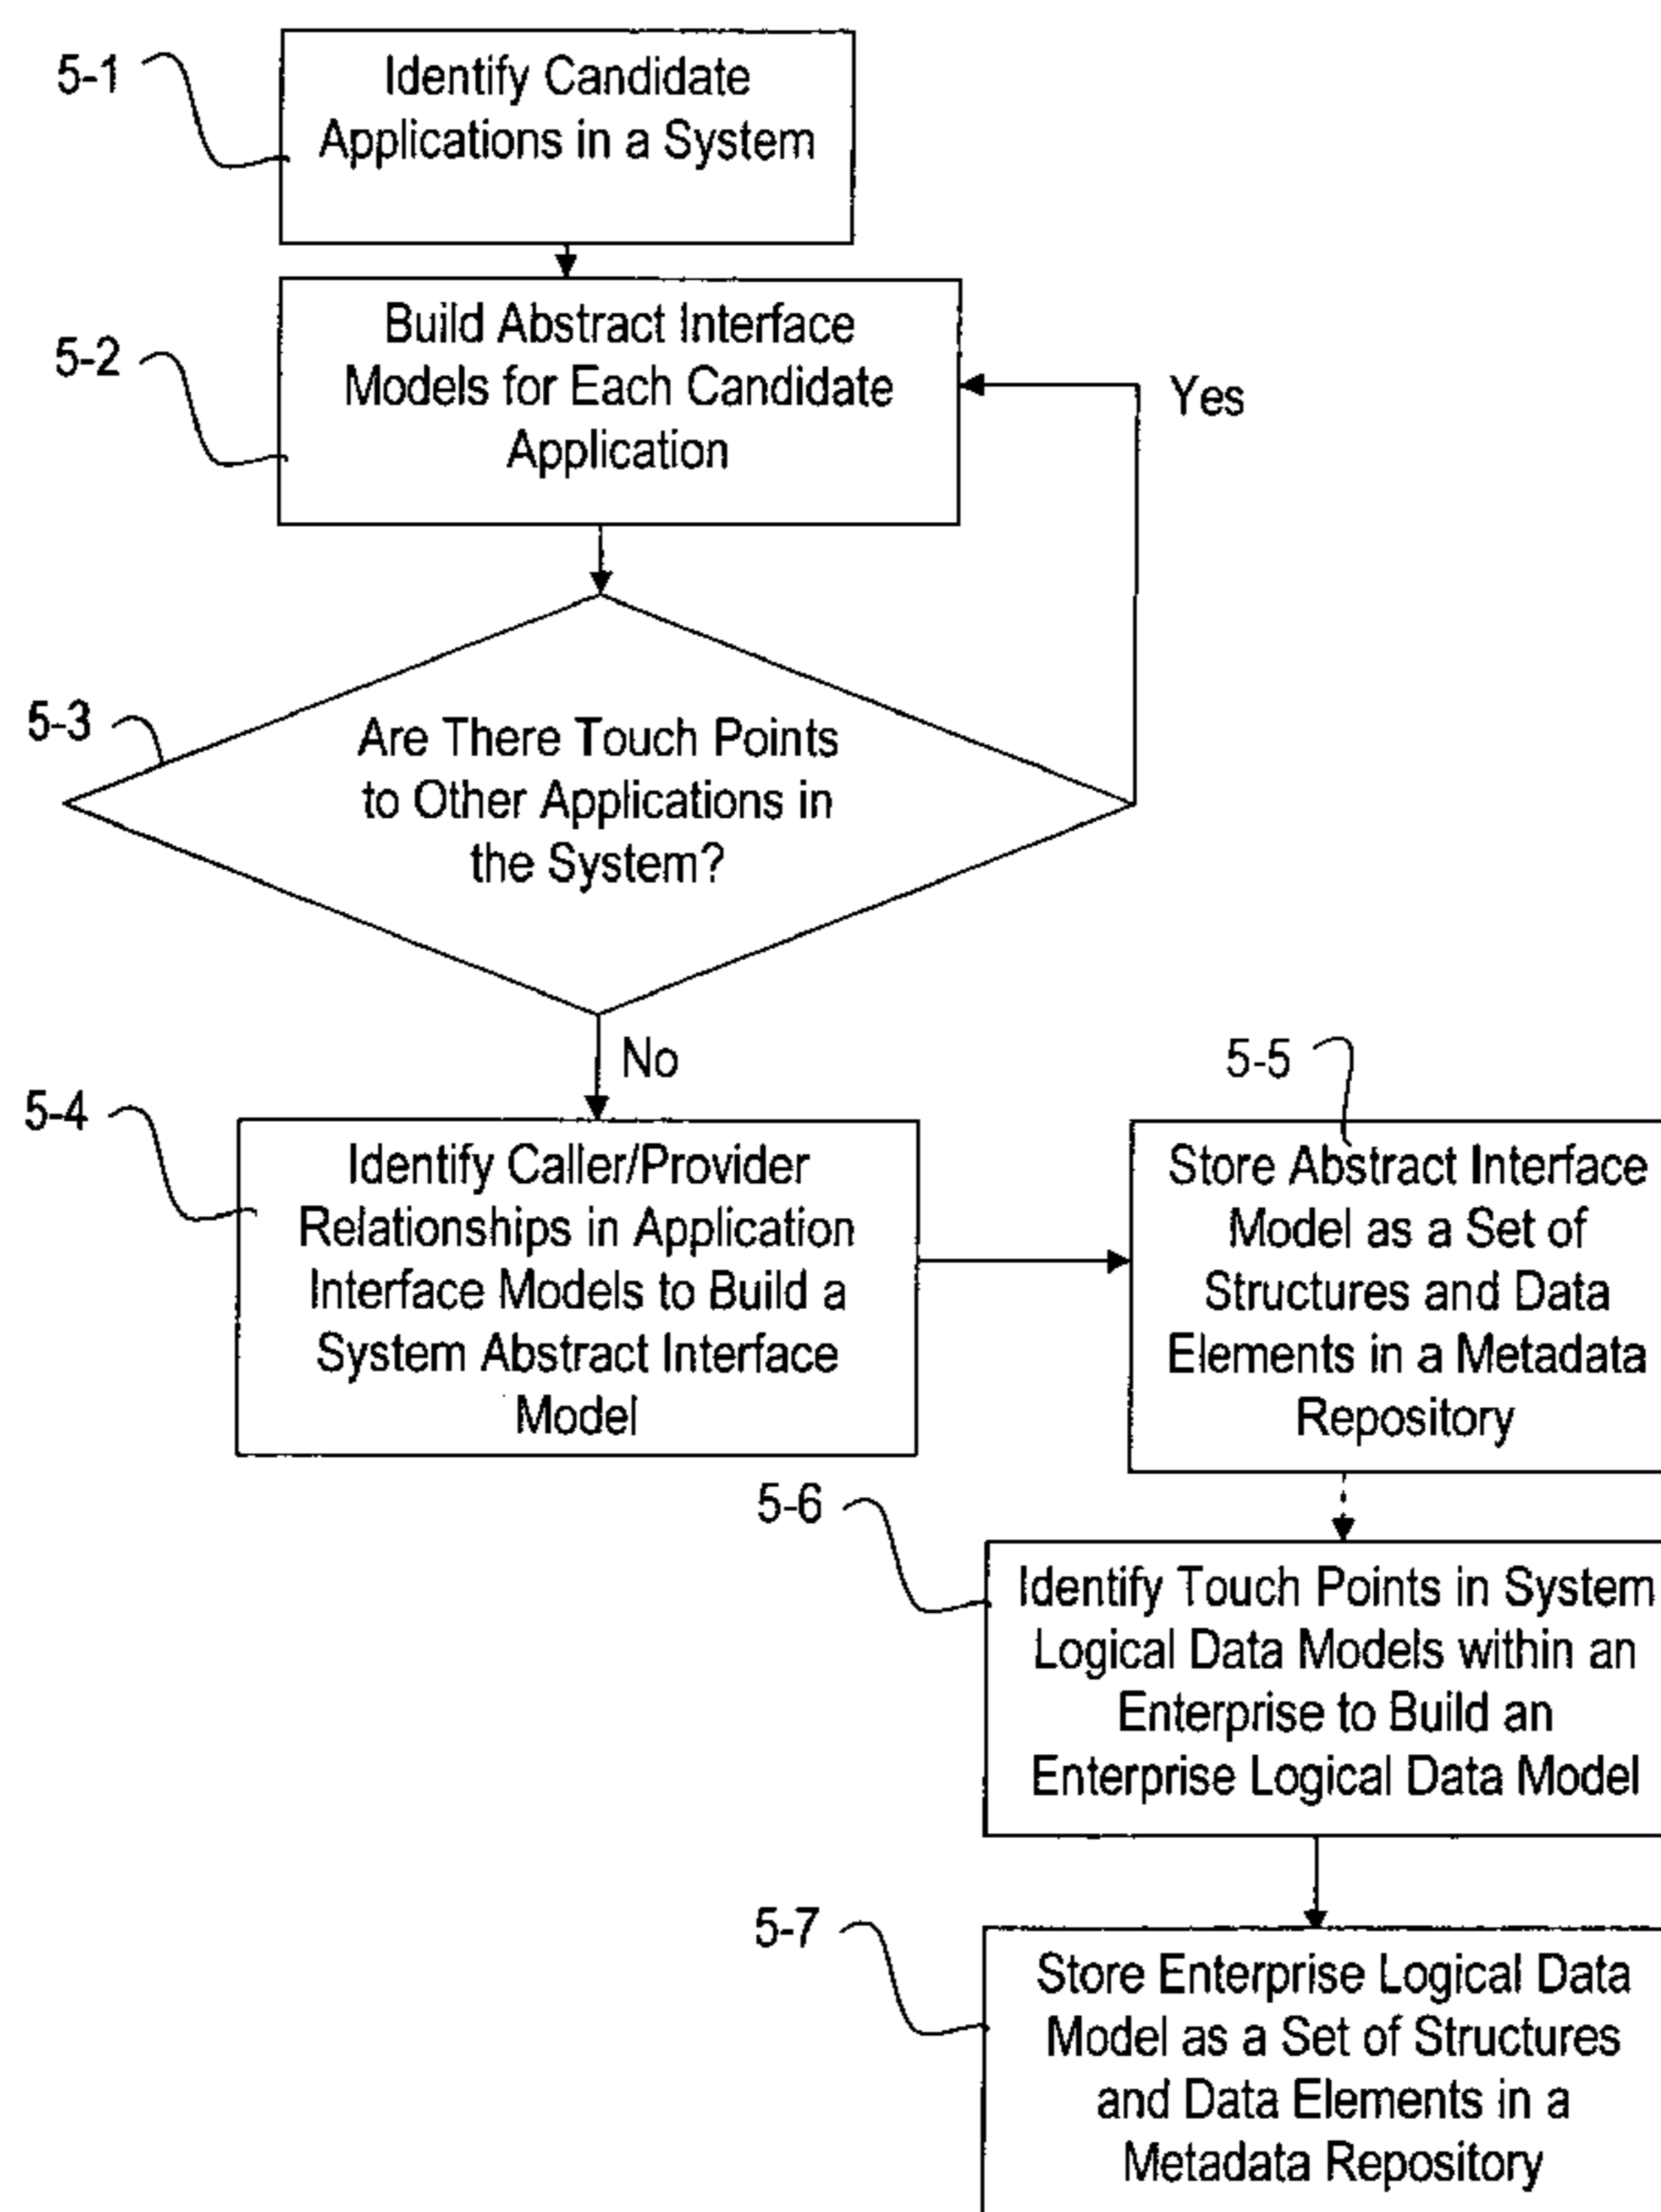 5-1
Identify Candidate
Applications in a System
5-2
Build Abstract Interface
Models for Each Candidate
Application
Yes
5-3
Are There Touch Points
to Other Applications in
the System?
No
5-4
Identify Caller/Provider
Relationships in Application
Interface Models to Build a
System Abstract Interface
Model
5-5
Store Abstract Interface
Model as a Set of
Structures and Data
Elements in a Metadata
Repository
5-6
Identify Touch Points in System
Logical Data Models within an
Enterprise to Build an
Enterprise Logical Data Model
5-7
Store Enterprise Logical Data
Model as a Set of Structures
and Data Elements in a
Metadata Repository